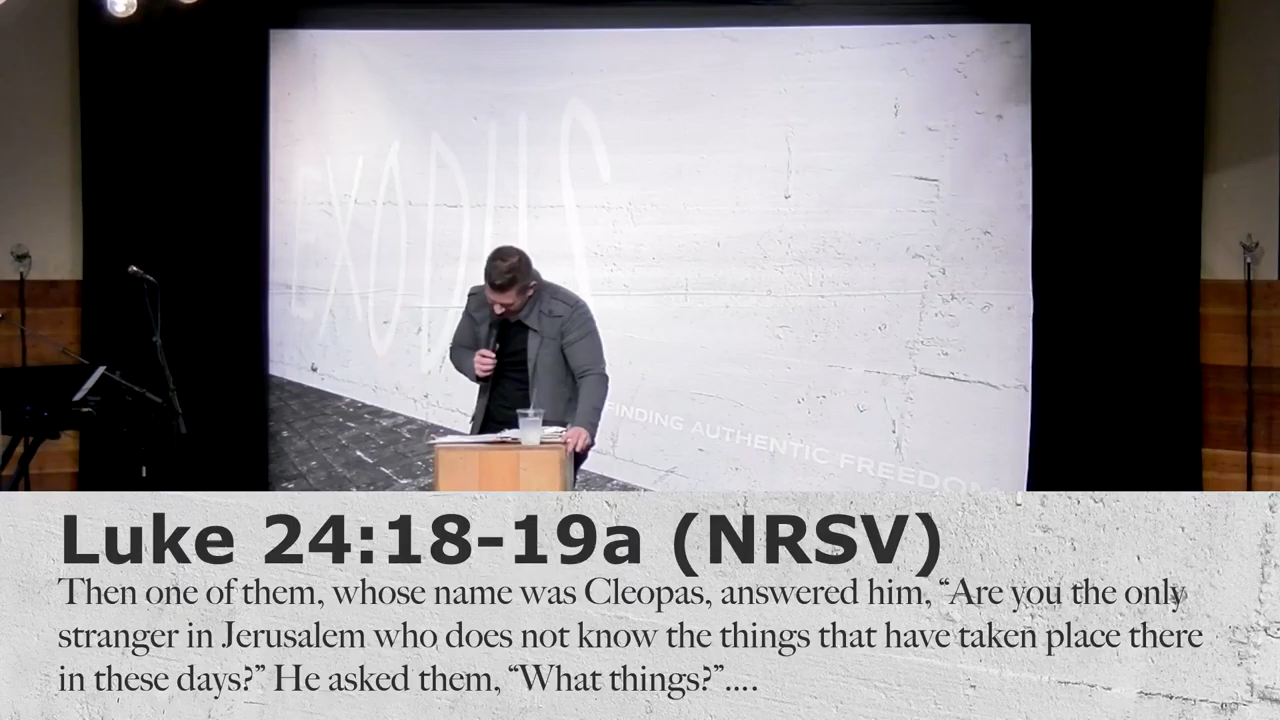 EXODUS
FINDING AUTHENTIC FREEDOM
Luke 24:18-19a (NRSV)
Then one of them, whose name was Cleopas, answered him, “Are you the only
stranger in Jerusalem who does not know the things that have taken place there
in these days?” He asked them, “What things?”....